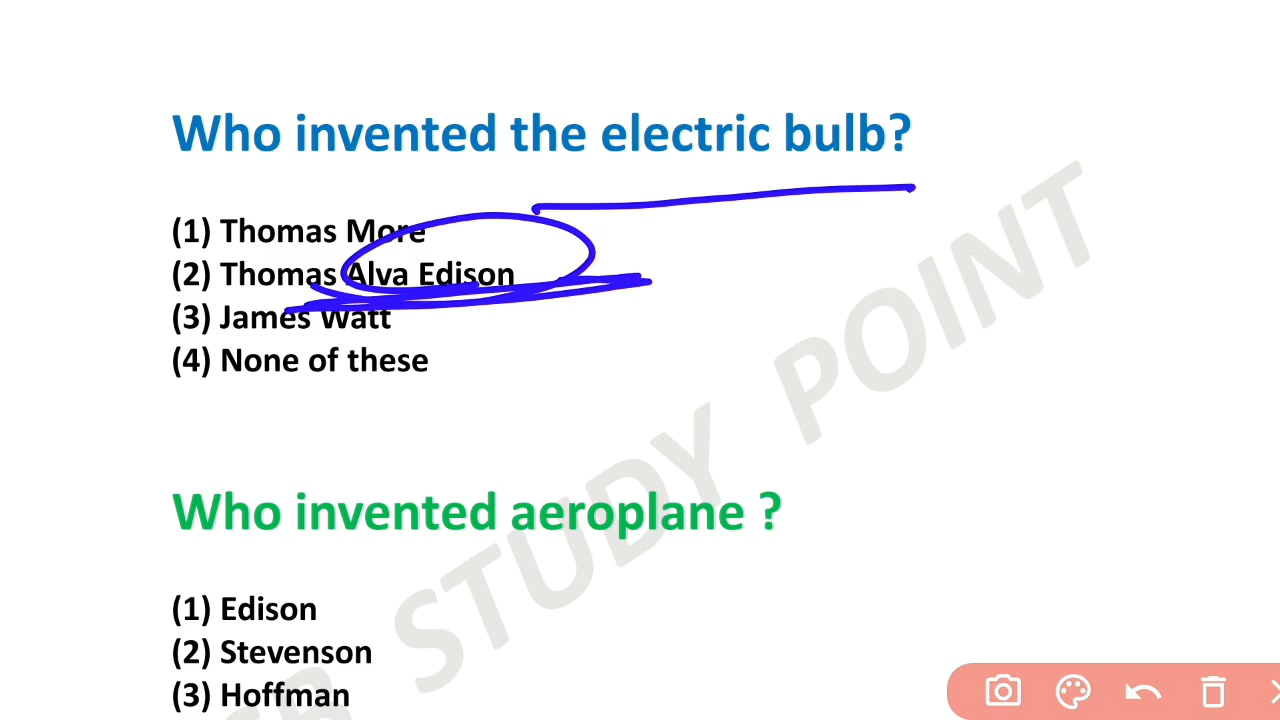 Who invented the electric bulb?
(1) Thomas More
(2) Thomas Alva Edison
(3) James Watt
(4) None of these
Who invented aeroplane ?
(1) Edison
(2) Stevenson
(3) Hoffman
STUDY POINT